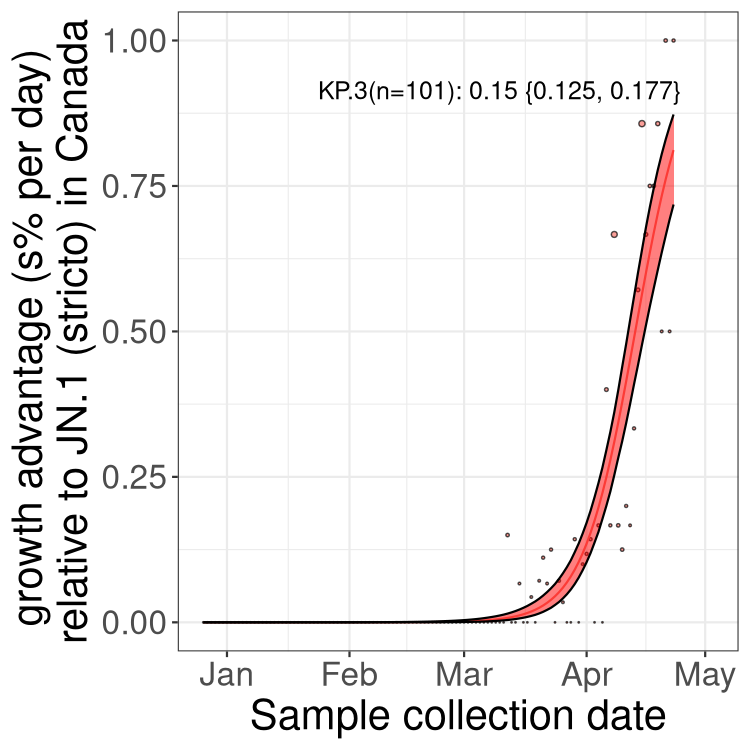 growth advantage (s% per day)
relative to JN.1 (stricto) in Canada
1.00
0.75
0.50
0.25
0.00
KP.3(n=101): 0.15 {0.125, 0.177}
Jan Feb Mar Apr May
Sample collection date